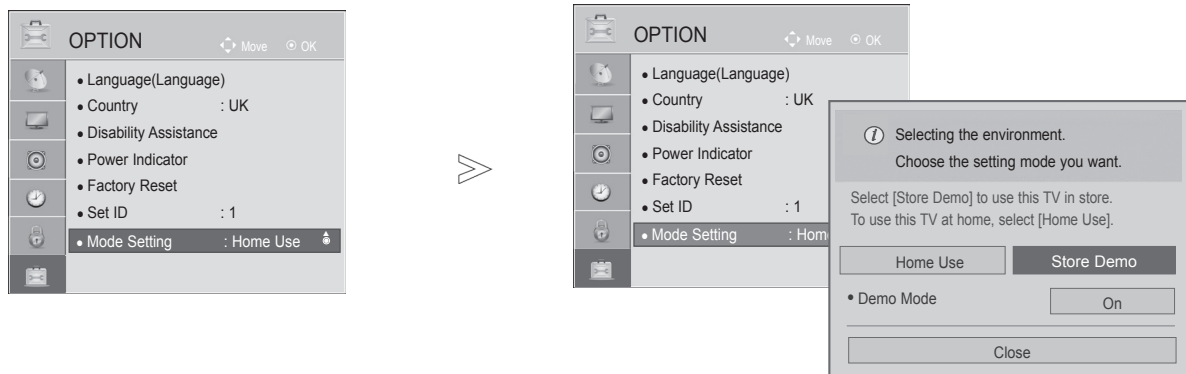 OPTION
Move OK
• Language(Language)
• Country : UK
• Disability Assistance
• Power Indicator
• Factory Reset
• Set ID : 1
• Mode Setting : Home Use
OPTION
Move OK
• Language(Language)
• Country : UK
• Disability Assistance
• Power Indicator
• Factory Reset
• Set ID : 1
• Mode Setting : Hom
i Selecting the environment.
Choose the setting mode you want.
Select [Store Demo] to use this TV in store.
To use this TV at home, select [Home Use].
Home Use Store Demo
• Demo Mode On
Close